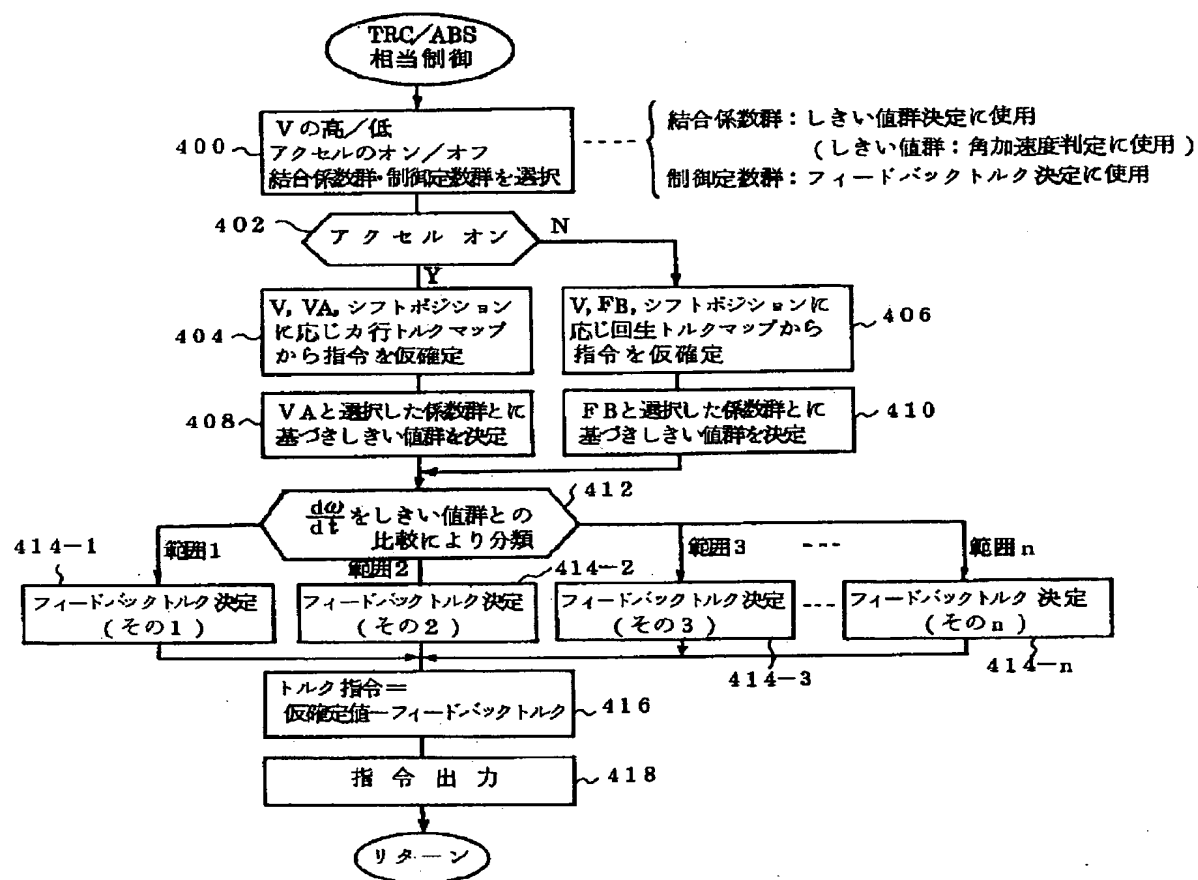 TRC/ABS
相当制御
400
Vの高/低
アクセルのオン/オフ
結合係数群・制御定数群を選択
結合係数群:しきい値群決定に使用
(しきい値群:角加速度判定に使用)
制御定数群:フィードバックトルク決定に使用
402
アクセル オン
N
Y
404
V, VA, シフトポジション
に応じ力行トルクマップ
から指令を仮確定
V, FB, シフトポジションに
応じ回生トルクマップから
指令を仮確定
406
408
VAと選択した係数群とに
基づきしきい値群を決定
FBと選択した係数群とに
基づきしきい値群を決定
410
412
dω/dtをしきい値群との
比較により分類
414-1
範囲1
範囲2
414-2
範囲3
---
範囲n
フィードバックトルク決定
(その1)
フィードバックトルク決定
(その2)
フィードバックトルク決定
(その3)
---
フィードバックトルク決定
(そのn)
414-3
414-n
トルク指令=
仮確定値-フィードバックトルク
416
指令出力
418
リターン